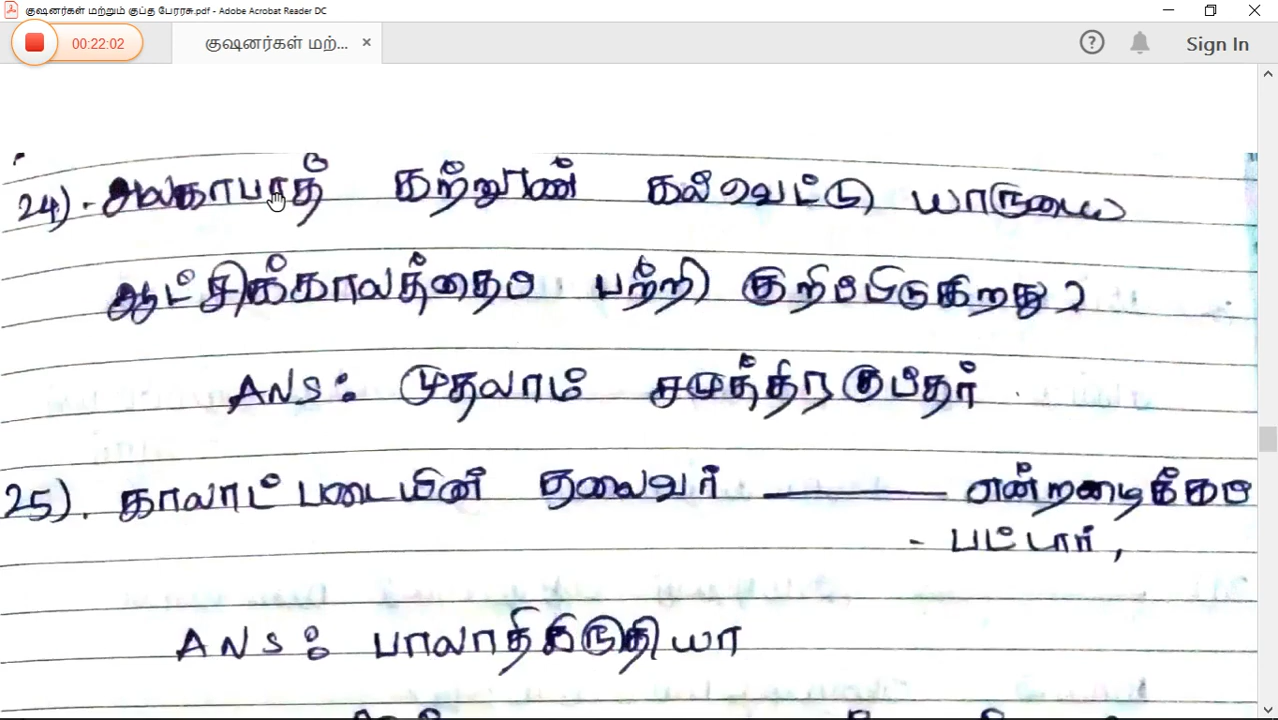 குஷனர்கள் மற்றும் குப்த பேரரசு.pdf - Adobe Acrobat Reader DC
00:22:02
குஷனர்கள் மற்...
Sign In
24). அலகாபாத் கற்றூண் கல்வெட்டு யாருடைய
ஆட்சிக்காலத்தைப் பற்றி குறிப்பிடுகிறது?
ANS: முதலாம் சமுத்திர குப்தர்
25). காலாட் படையின் தலைவர் ______ என்றழைக்கப்
- பட்டார்,
ANS: பாலாதிகிருதியா